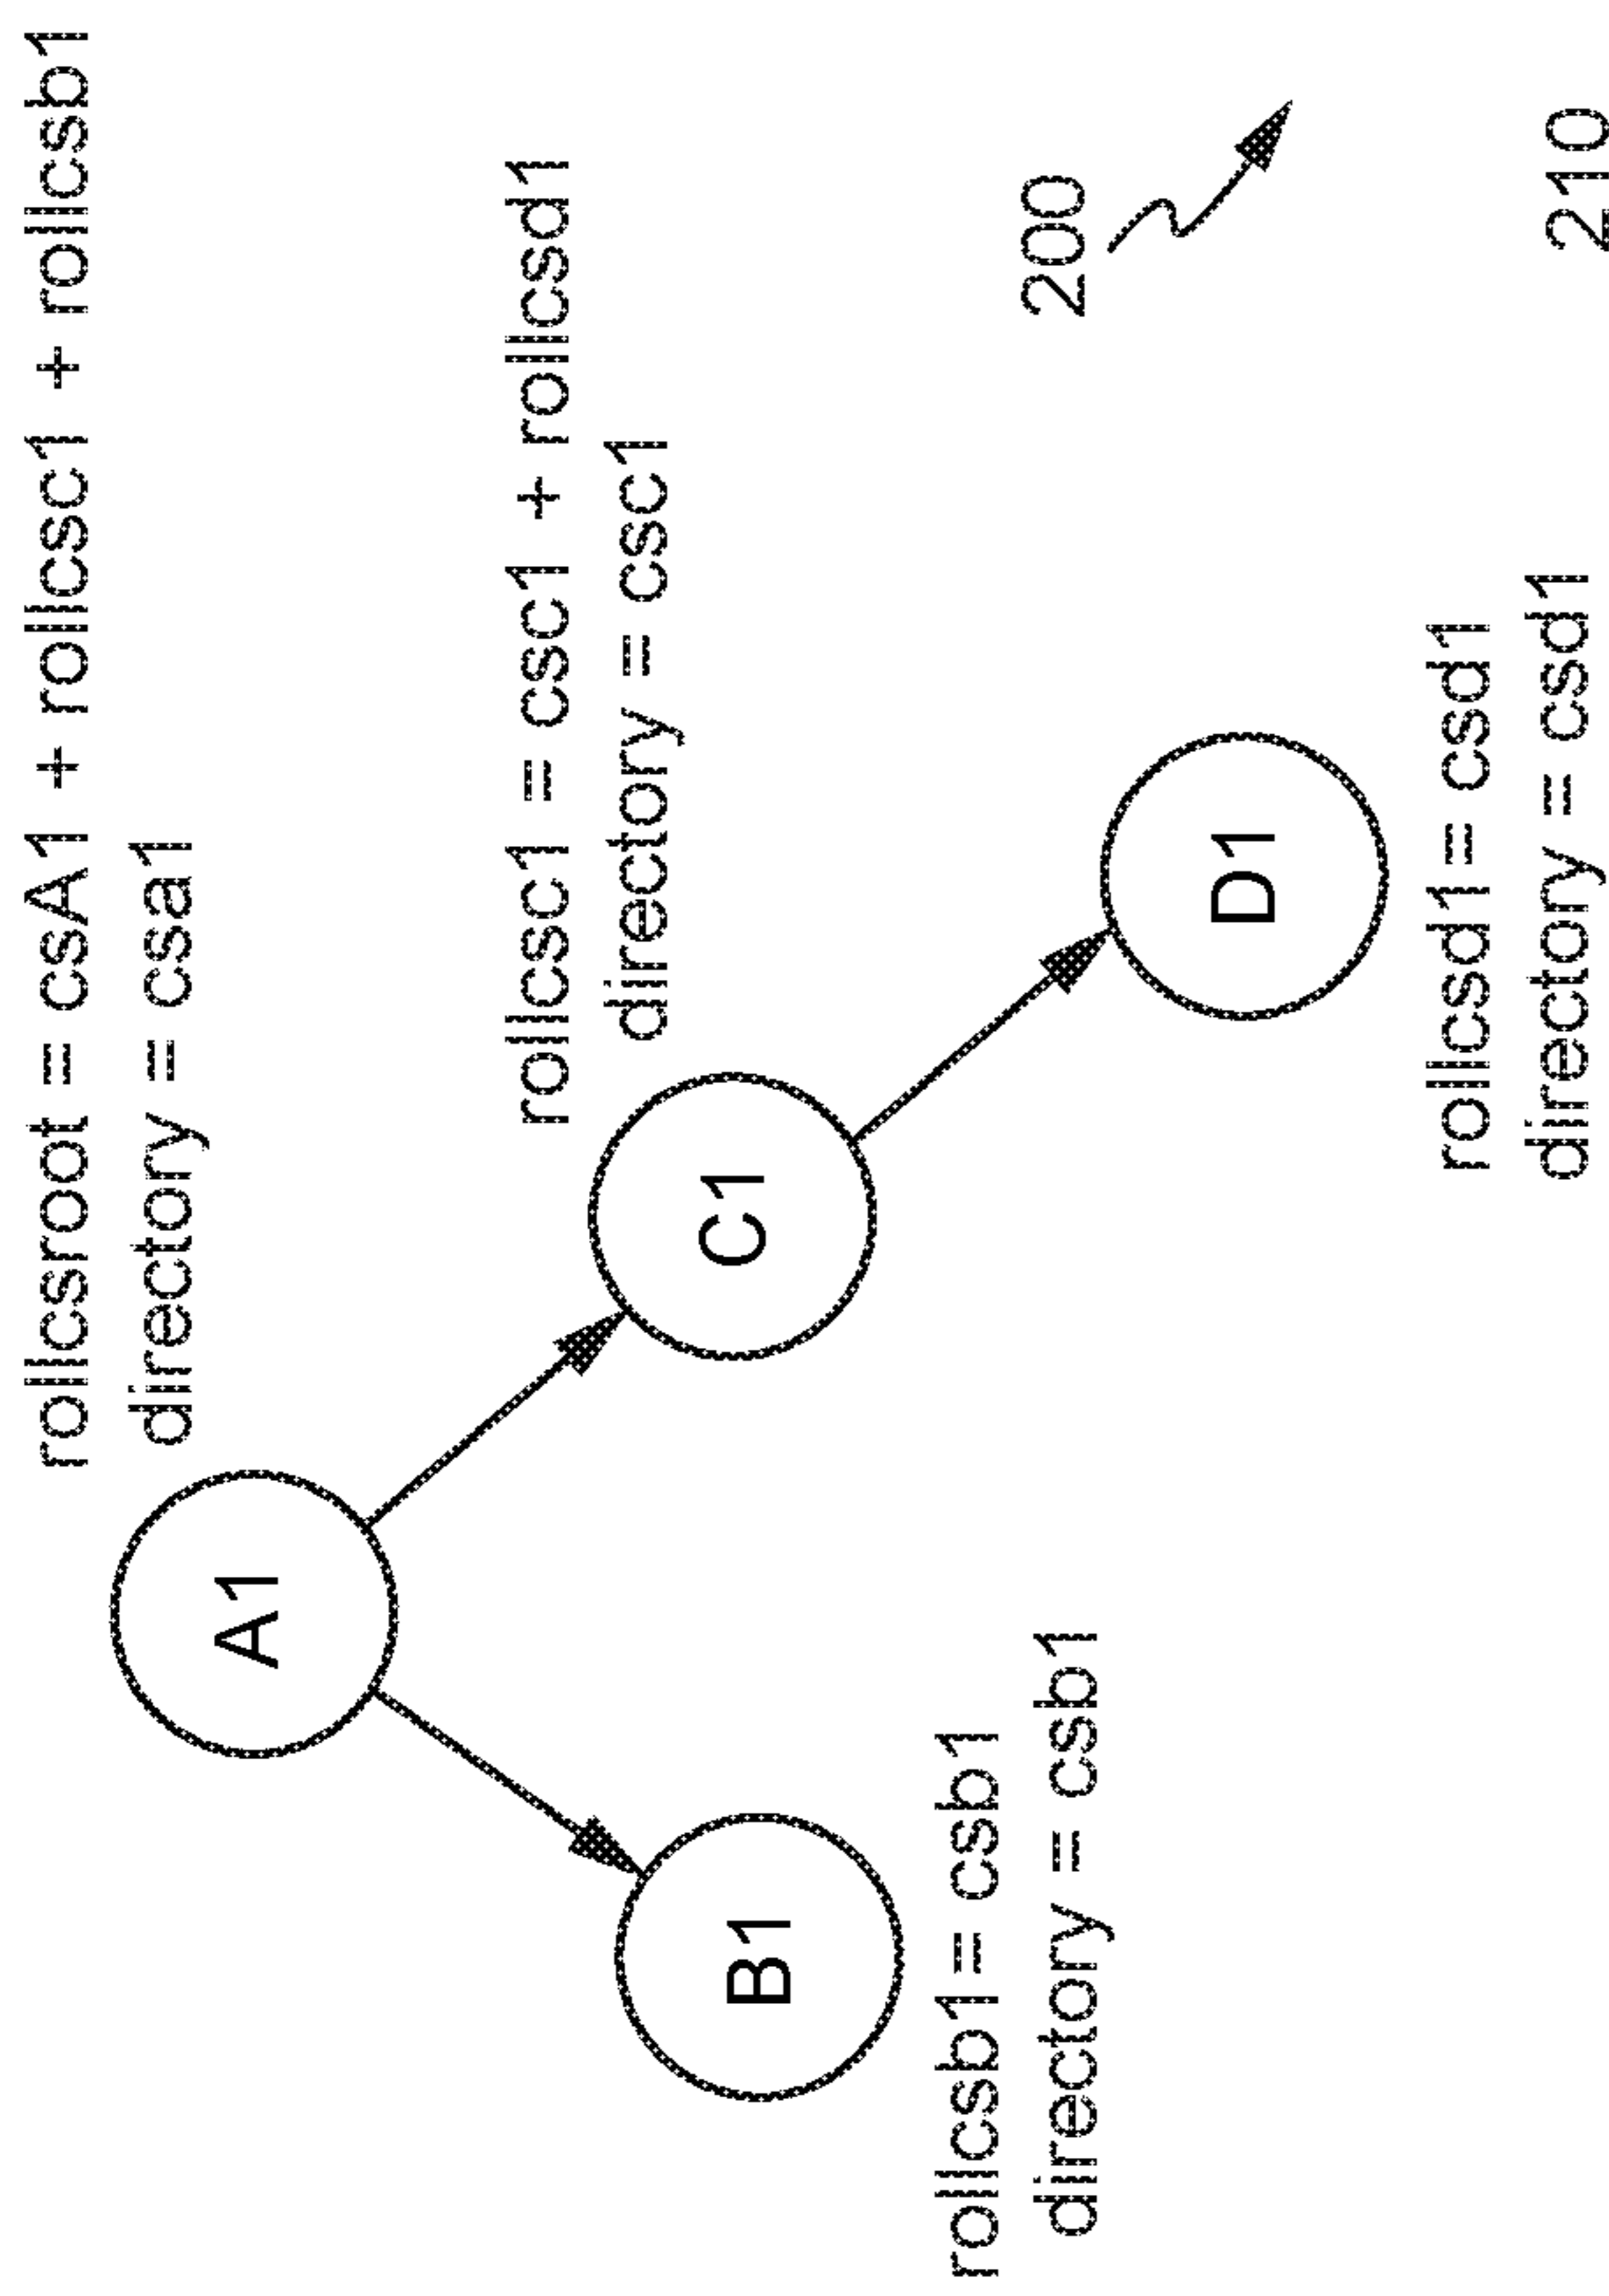 rollcsroot = csA1 + rollcsc1 + rollcsb1
directory = csa1
A1
rollcsc1 = csc1 + rollcsd1
directory = csc1
C1
B1
rollcsb1= csb1
directory = csb1
200
D1
rollcsd1= csd1
directory = csd1
210